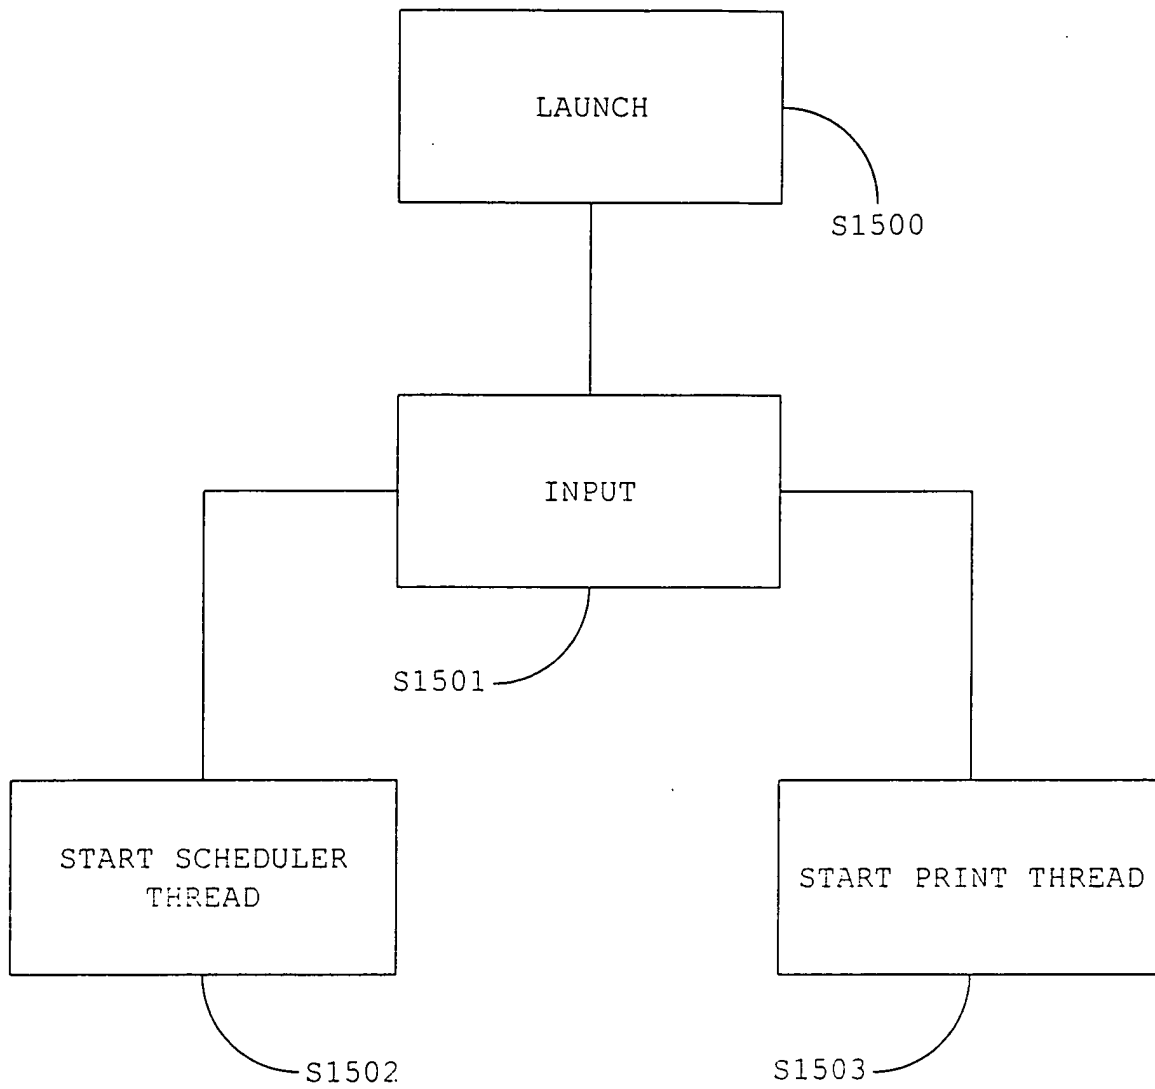 LAUNCH
S1500
INPUT
S1501
START SCHEDULER
THREAD
START PRINT THREAD
S1502
S1503